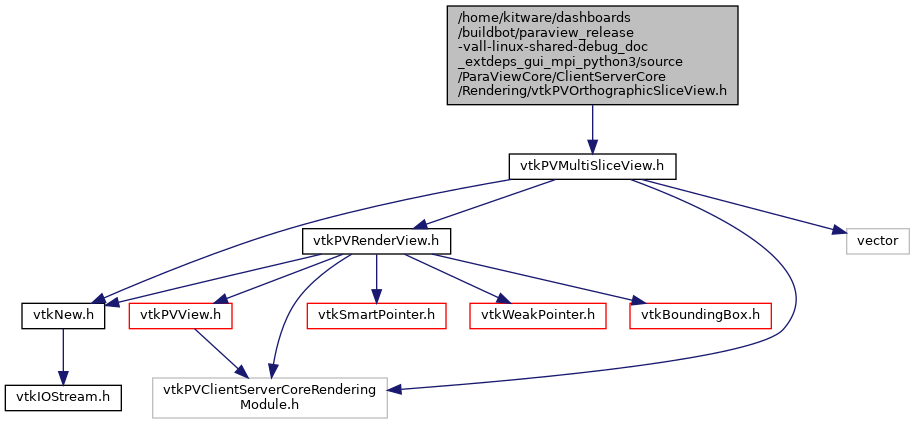 /home/kitware/dashboards
/buildbot/paraview_release
-vall-linux-shared-debug_doc
_extdeps_gui_mpi_python3/source
/ParaViewCore/ClientServerCore
/Rendering/vtkPVOrthographicSliceView.h
vtkPVMultiSliceView.h
vtkPVRenderView.h
vector
vtkNew.h
vtkPVView.h
vtkSmartPointer.h
vtkWeakPointer.h
vtkBoundingBox.h
vtkIOStream.h
vtkPVClientServerCoreRendering
Module.h